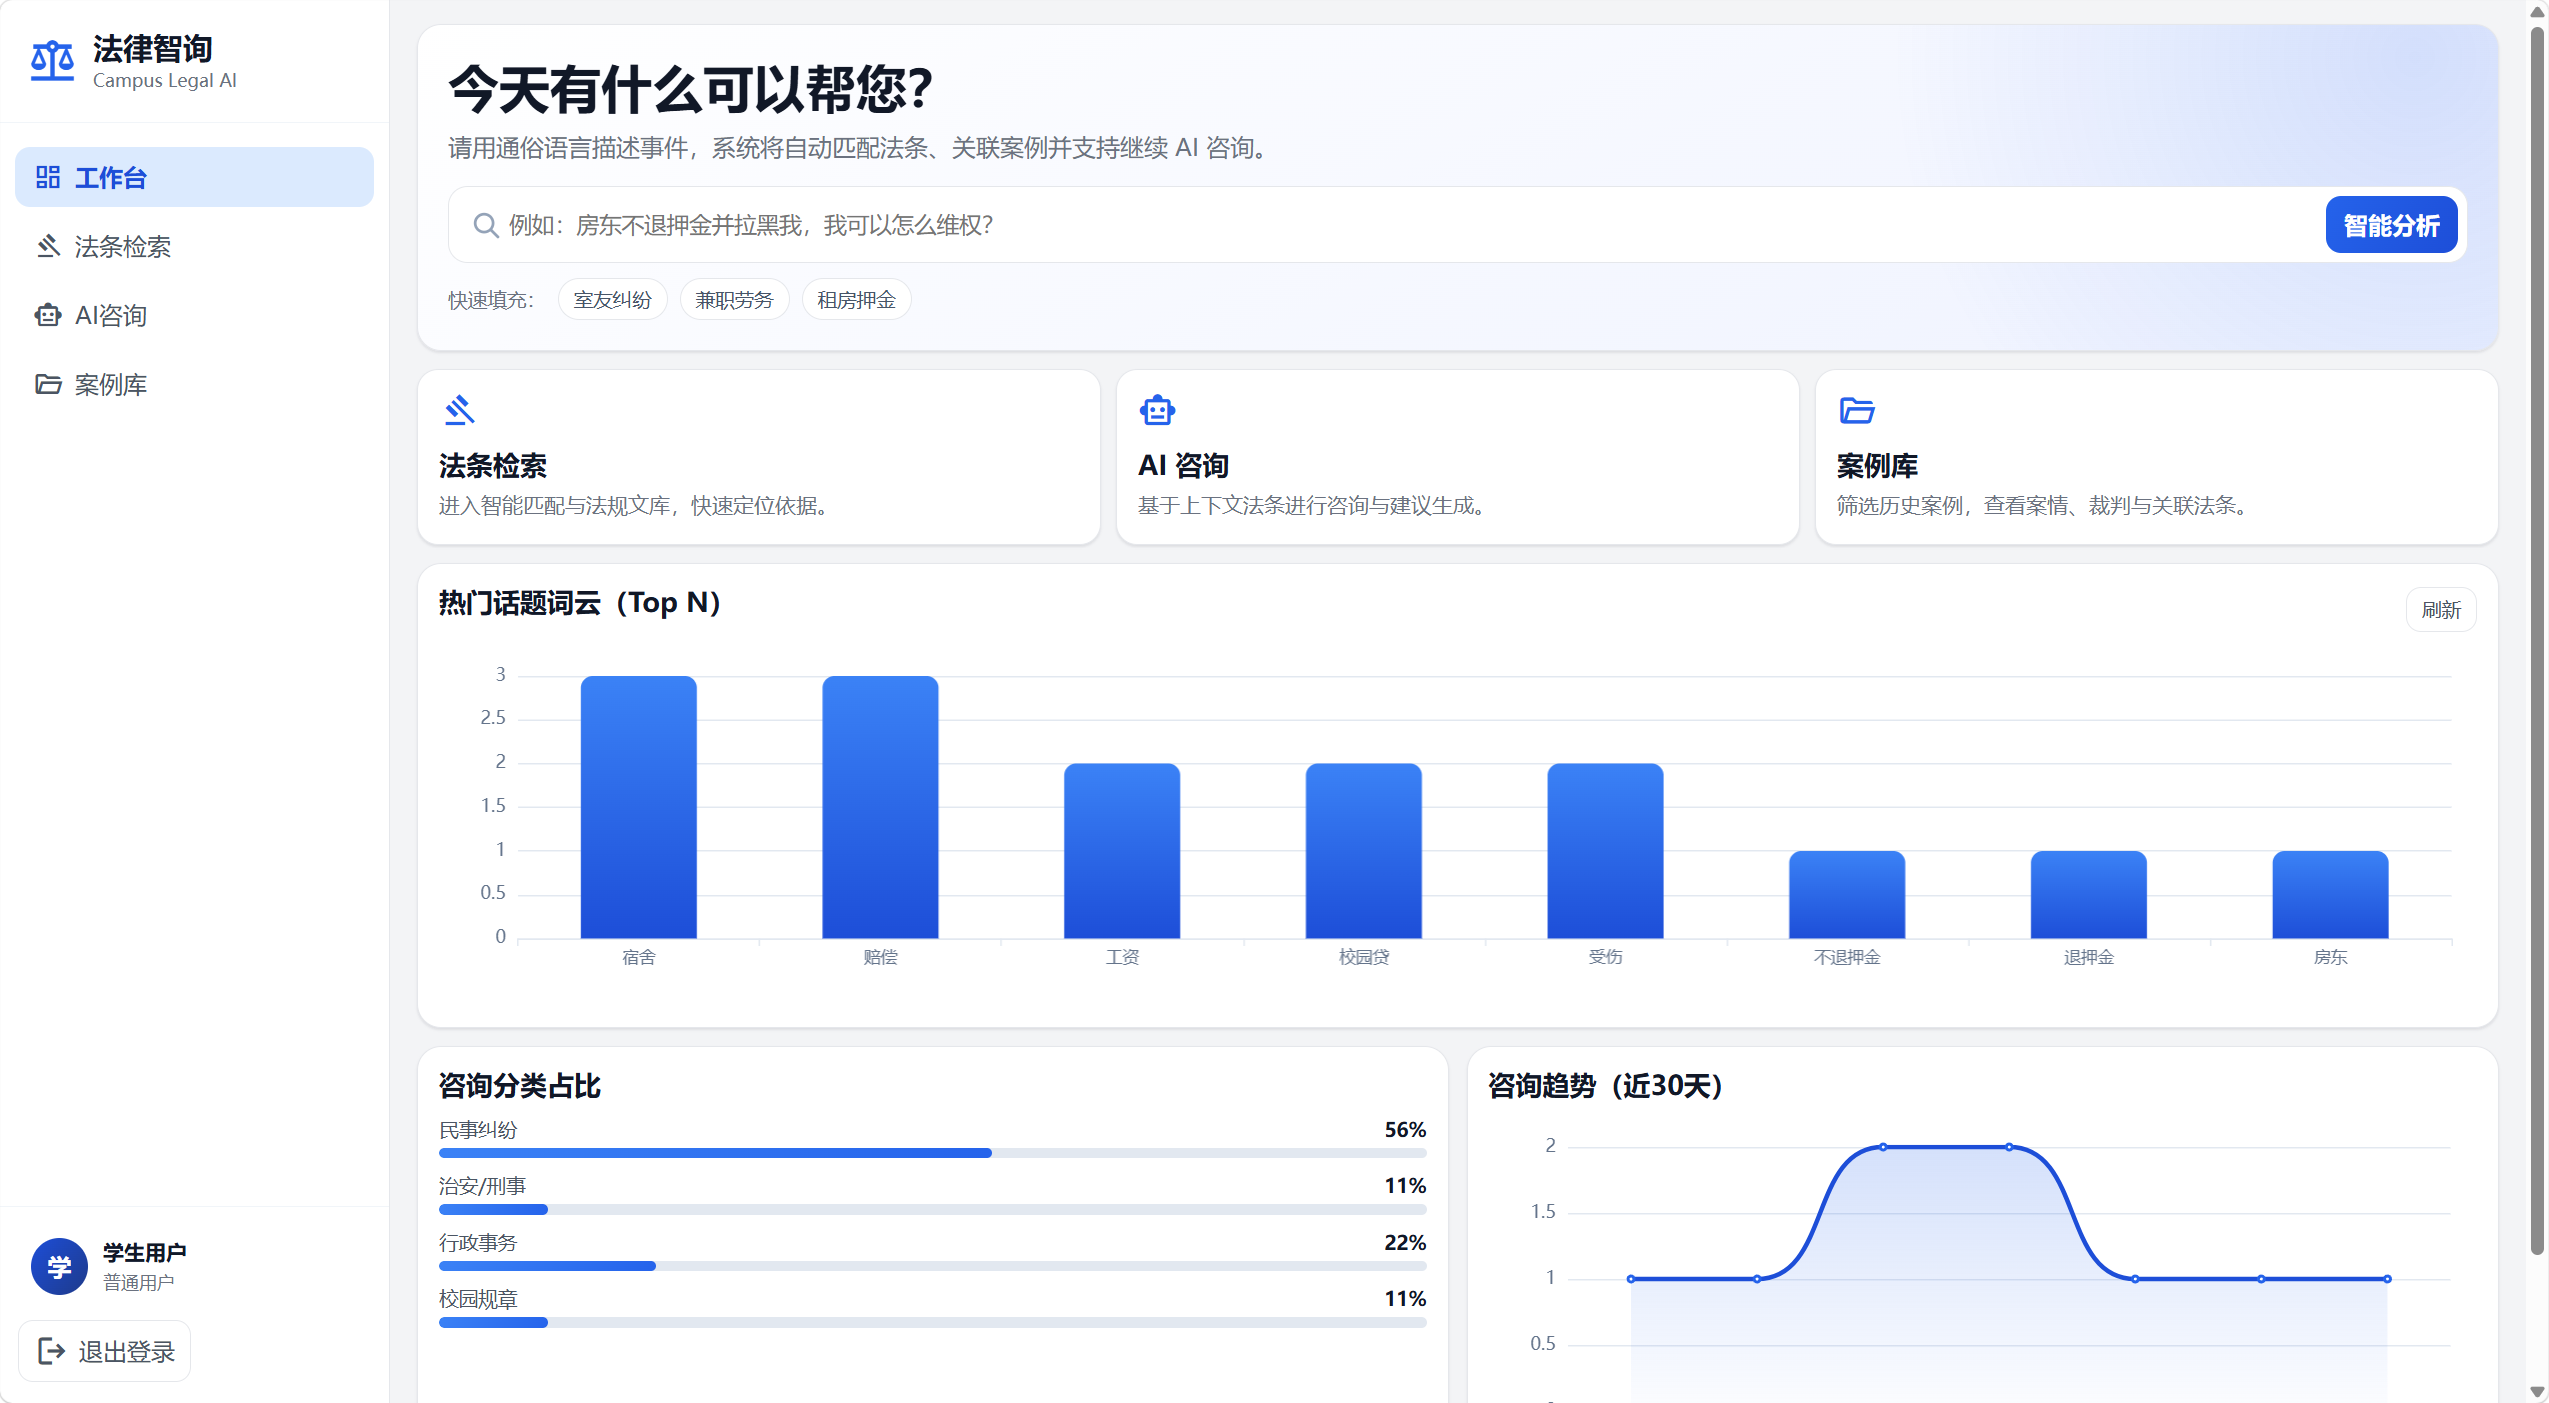 法律智询
Campus Legal AI
工作台
法条检索
AI咨询
案例库
学
学生用户
普通用户
退出登录
今天有什么可以帮您？
请用通俗语言描述事件，系统将自动匹配法条、关联案例并支持继续 AI 咨询。
例如：房东不退押金并拉黑我，我可以怎么维权？
智能分析
快速填充：
室友纠纷
兼职劳务
租房押金
法条检索
进入智能匹配与法规文库，快速定位依据。
AI 咨询
基于上下文法条进行咨询与建议生成。
案例库
筛选历史案例，查看案情、裁判与关联法条。
热门话题词云（Top N）
刷新
3
2.5
2
1.5
1
0.5
0
宿舍
赔偿
工资
校园贷
受伤
不退押金
退押金
房东
咨询分类占比
民事纠纷
56%
治安/刑事
11%
行政事务
22%
校园规章
11%
咨询趋势（近30天）
2
1.5
1
0.5